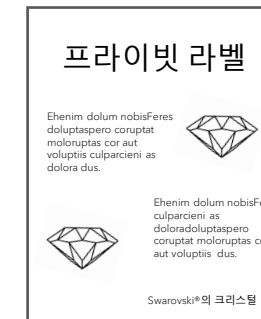 프라이빗 라벨
Ehenim dolum nobisFeres
doluptaspero coruptat
moloruptas cor aut
voluptiis culparcieni as
dolora dus.
Ehenim dolum nobisFe
culparcieni as
doloradoluptaspero
coruptat moloruptas c
aut voluptiis dus.
Swarovski®의 크리스털